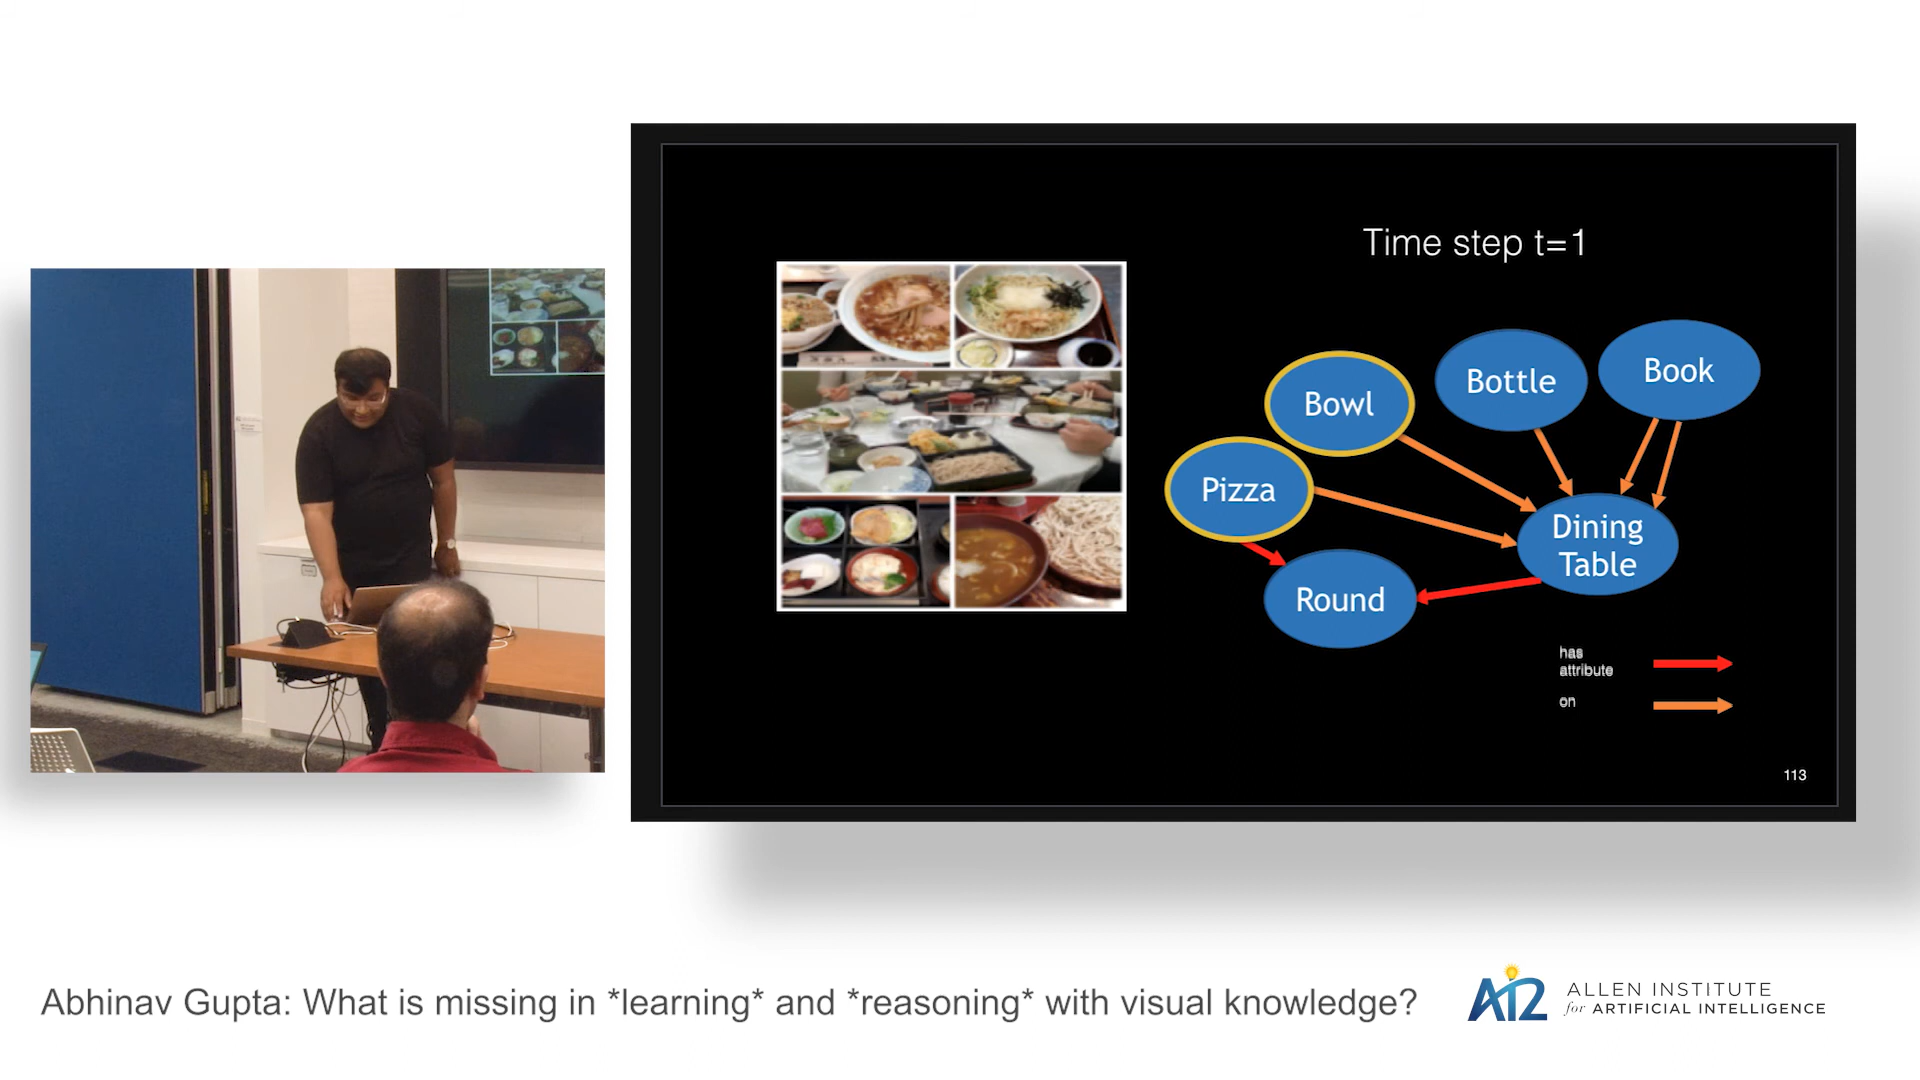 Time step t=1
Bowl
Bottle
Book
Pizza
Dining
Table
Round
has
attribute
on
113
Abhinav Gupta: What is missing in *learning* and *reasoning* with visual knowledge?
AI2
ALLEN INSTITUTE
for ARTIFICIAL INTELLIGENCE